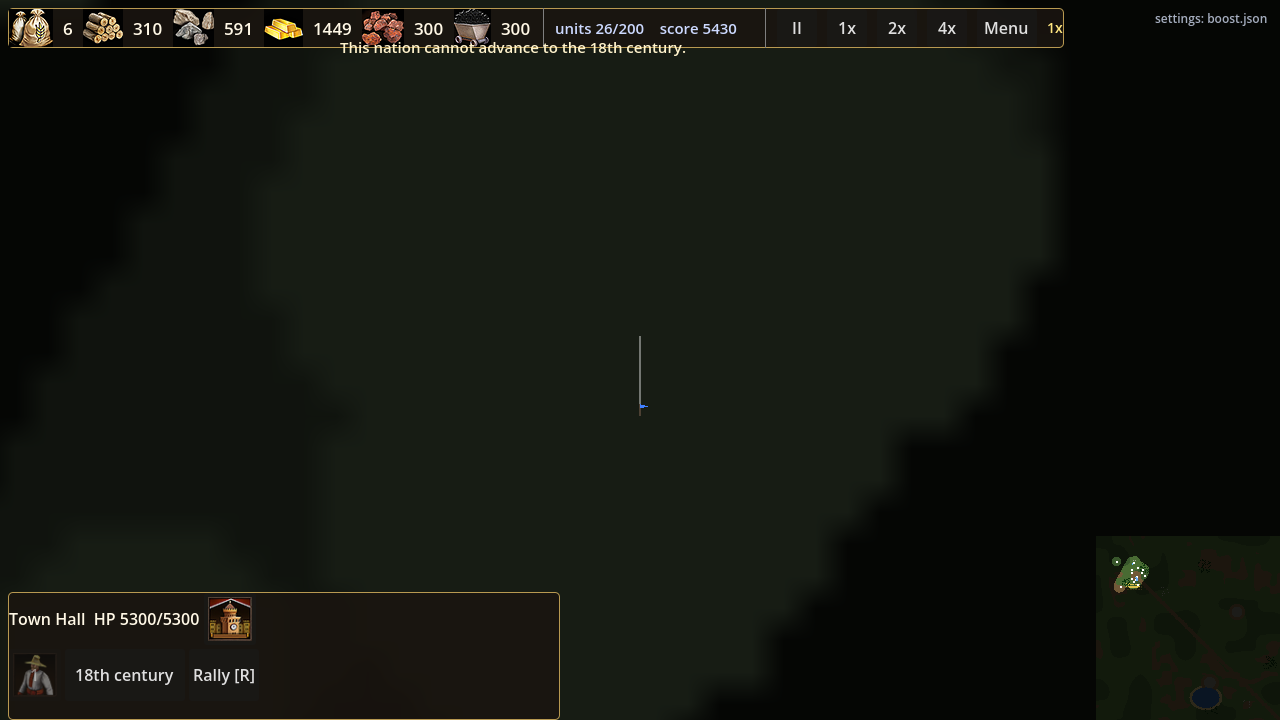 6 310 591 1449 300 300 units 26/200 score 5430 II 1x 2x 4x Menu 1x
settings: boost.json
This nation cannot advance to the 18th century.
Town Hall HP 5300/5300
18th century Rally [R]